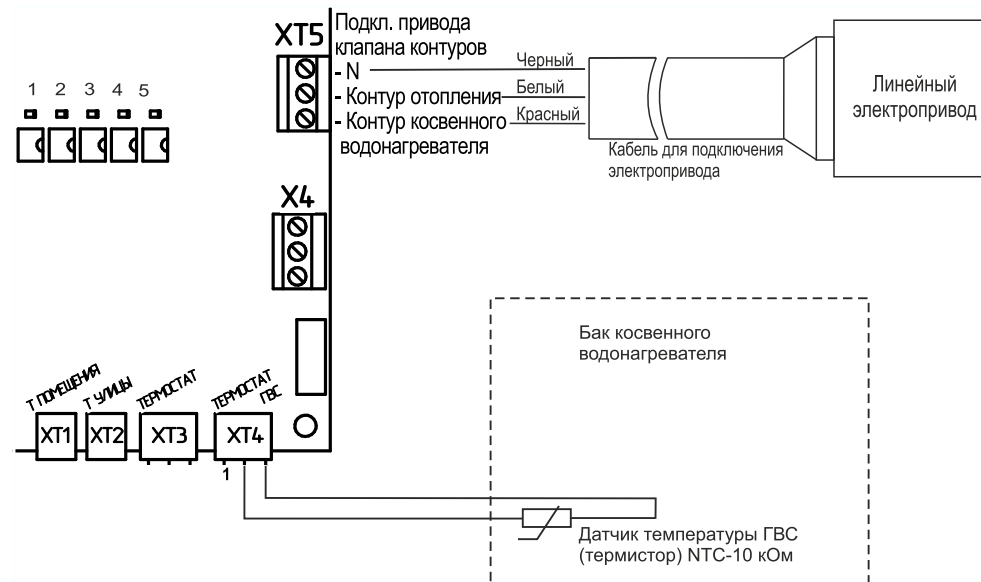 XT5
Подкл. привода
клапана контуров
- N
- Контур отопления
- Контур косвенного
водонагревателя
Черный
Белый
Красный
Кабель для подключения
электропривода
Линейный
электропривод
1 2 3 4 5
X4
Бак косвенного
водонагревателя
Т ПОМЕЩЕНИЯ
Т УЛИЦЫ
ТЕРМОСТАТ
ТЕРМОСТАТ
ГВС
XT1 XT2 XT3 XT4
1
Датчик температуры ГВС
(термистор) NTC-10 кОм